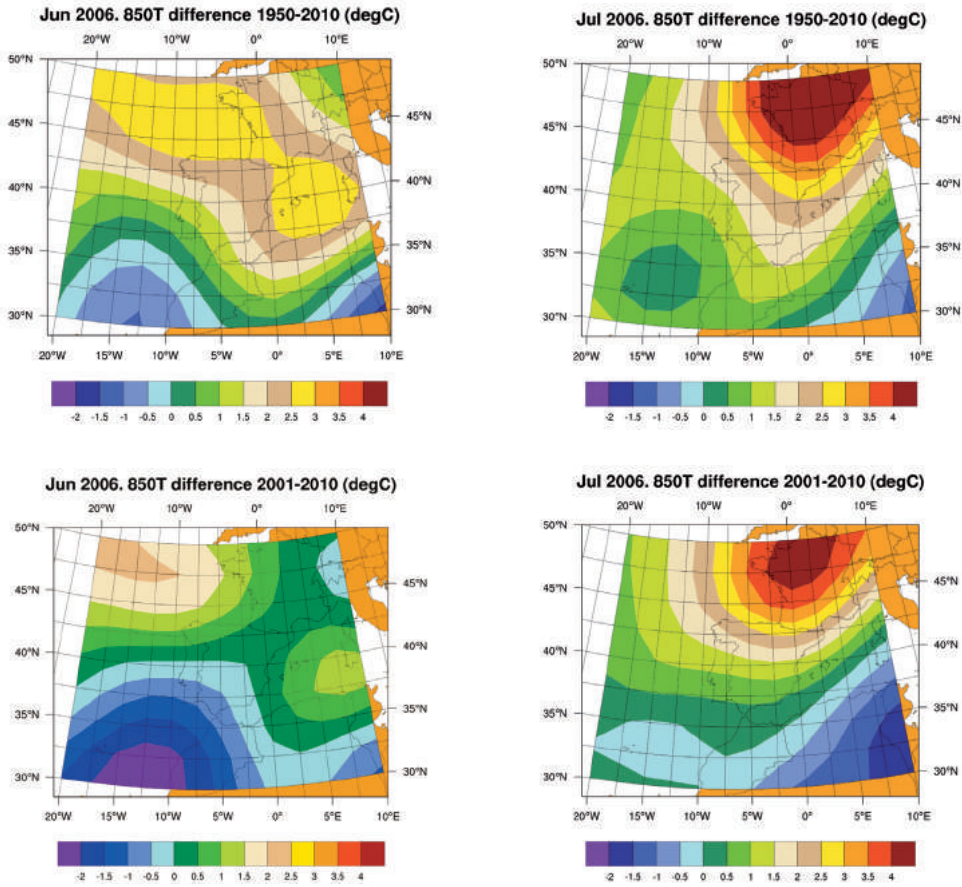 Jun 2006. 850T difference 1950-2010 (degC)
20°W 10°W 0° 10°E
50°N
45°N
40°N
35°N
30°N
45°N
40°N
35°N
30°N
20°W 15°W 10°W 5°W 0° 5°E 10°E
-2 -1.5 -1 -0.5 0 0.5 1 1.5 2 2.5 3 3.5 4
Jul 2006. 850T difference 1950-2010 (degC)
20°W 10°W 0° 10°E
50°N
45°N
40°N
35°N
30°N
45°N
40°N
35°N
30°N
20°W 15°W 10°W 5°W 0° 5°E 10°E
-2 -1.5 -1 -0.5 0 0.5 1 1.5 2 2.5 3 3.5 4
Jun 2006. 850T difference 2001-2010 (degC)
20°W 10°W 0° 10°E
50°N
45°N
40°N
35°N
30°N
45°N
40°N
35°N
30°N
20°W 15°W 10°W 5°W 0° 5°E 10°E
-2 -1.5 -1 -0.5 0 0.5 1 1.5 2 2.5 3 3.5 4
Jul 2006. 850T difference 2001-2010 (degC)
20°W 10°W 0° 10°E
50°N
45°N
40°N
35°N
30°N
45°N
40°N
35°N
30°N
20°W 15°W 10°W 5°W 0° 5°E 10°E
-2 -1.5 -1 -0.5 0 0.5 1 1.5 2 2.5 3 3.5 4